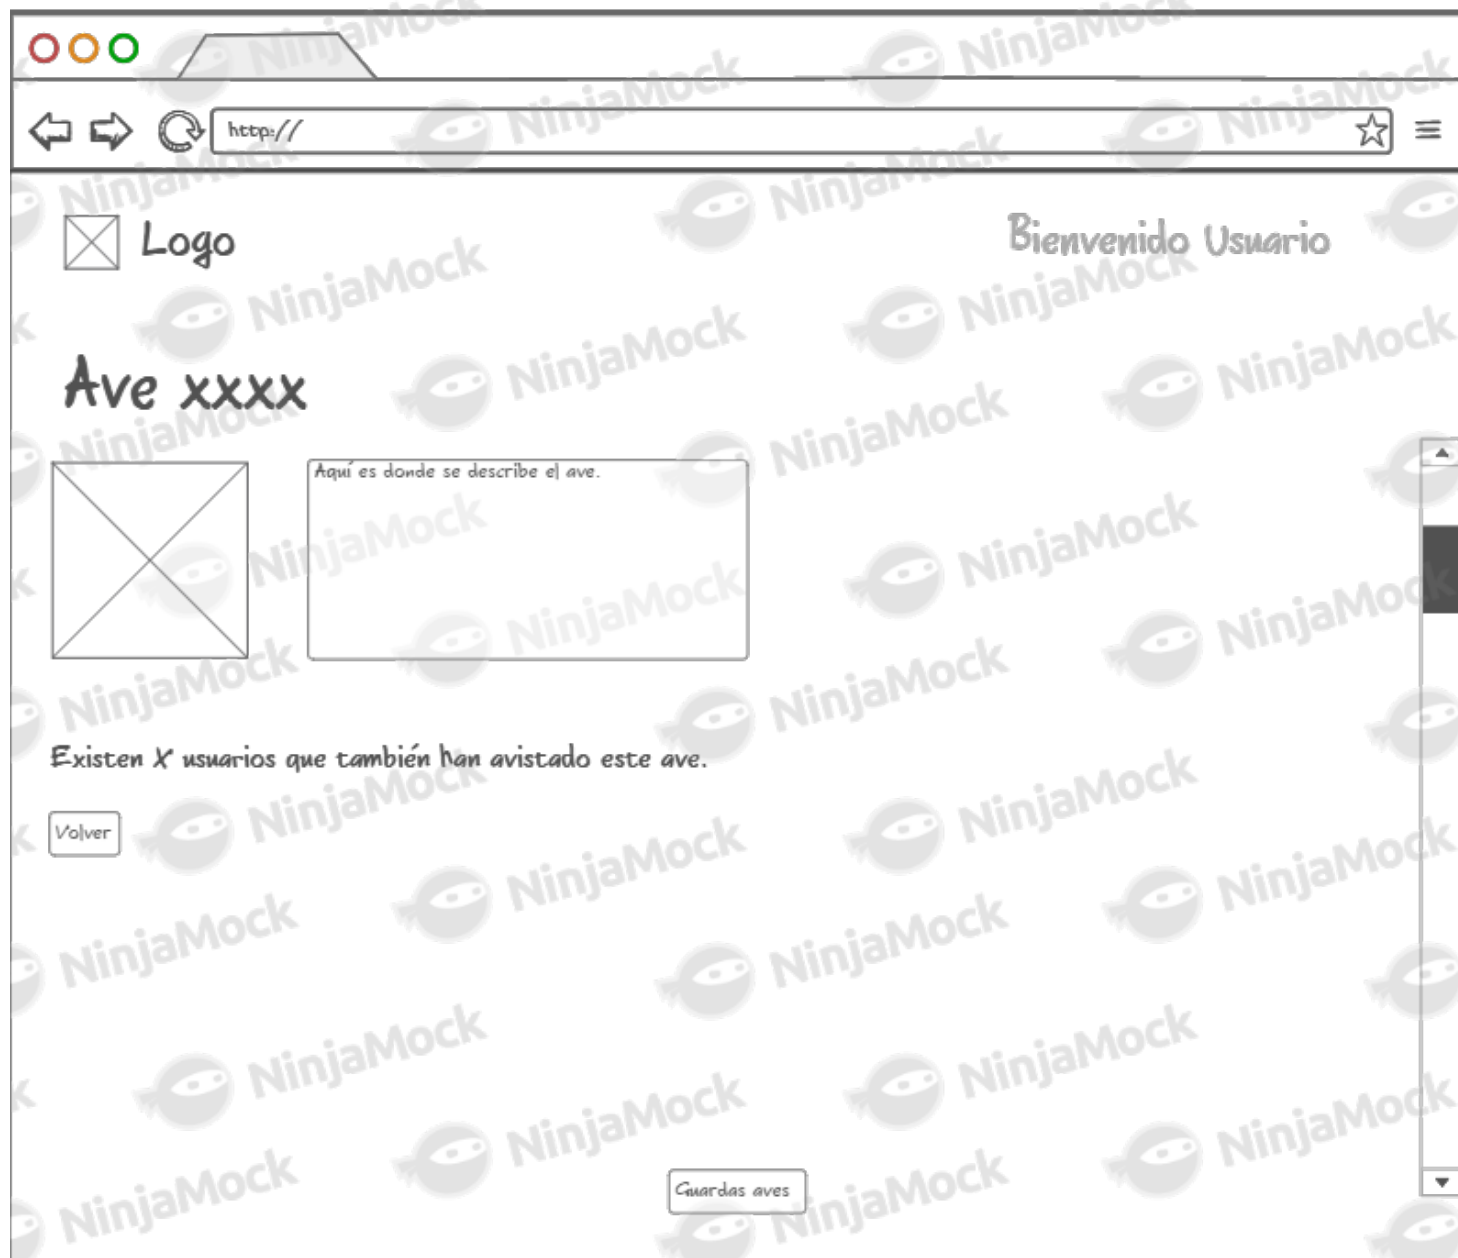 http://
Logo
Bienvenido Usuario
Ave xxxx
Aquí es donde se describe el ave.
Existen X usuarios que también han avistado este ave.
Volver
Guardas aves
NinjaMock